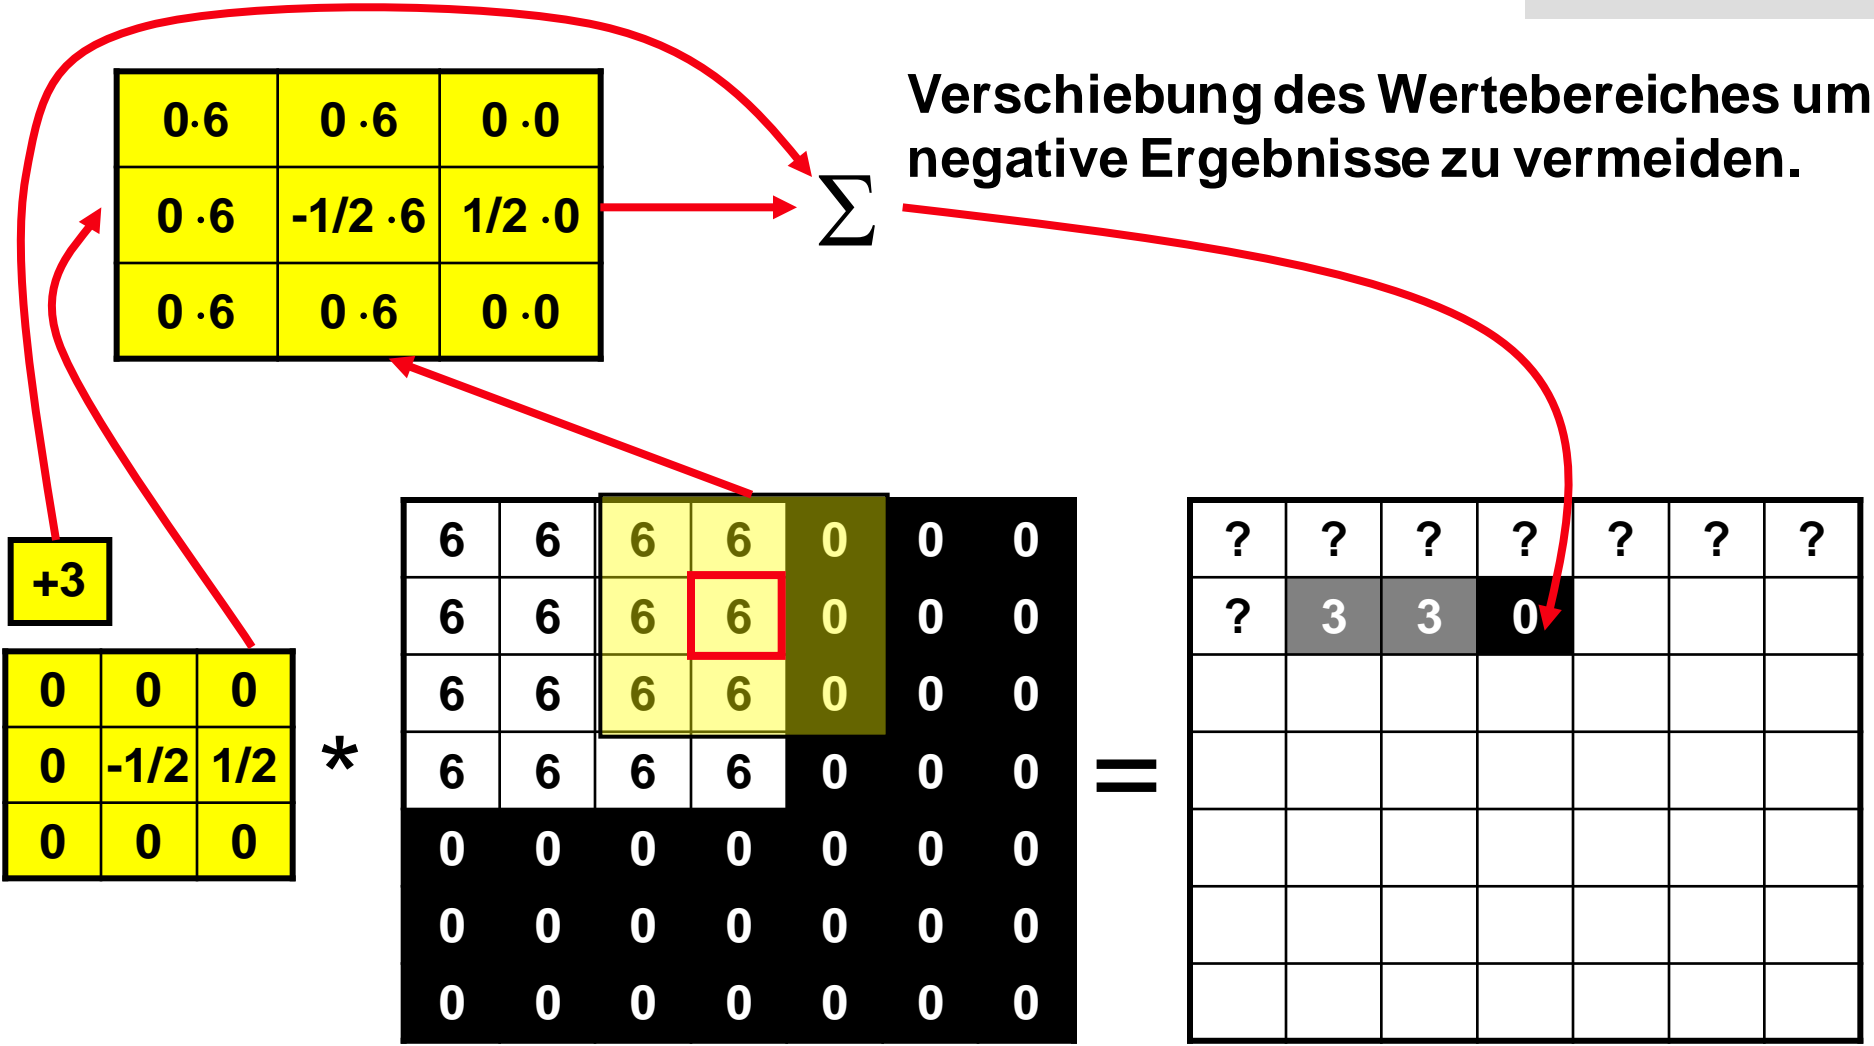 Verschiebung des Wertebereiches um
negative Ergebnisse zu vermeiden.
0·6 0 ·6 0 ·0
0 ·6 -1/2 ·6 1/2 ·0
0 ·6 0 ·6 0 ·0
∑
+3
0 0 0
0 -1/2 1/2
0 0 0
*
6 6 6 6 0 0 0
6 6 6 6 0 0 0
6 6 6 6 0 0 0
6 6 6 6 0 0 0
0 0 0 0 0 0 0
0 0 0 0 0 0 0
0 0 0 0 0 0 0
=
? ? ? ? ? ? ?
? 3 3 0